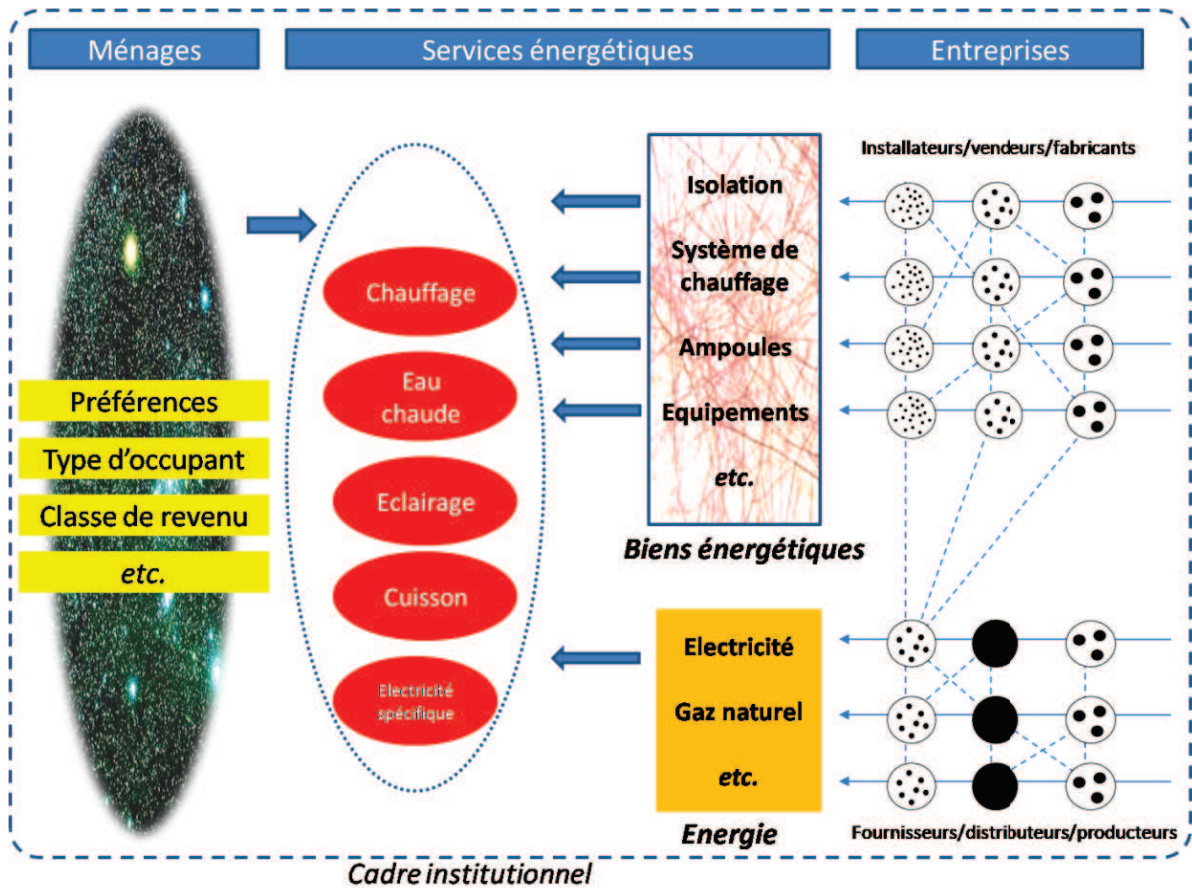 Ménages
Services énergétiques
Entreprises
Préférences
Type d'occupant
Classe de revenu
etc.
Chauffage
Eau
chaude
Eclairage
Cuisson
Electricité
spécifique
Isolation
Système de
chauffage
Ampoules
Equipements
etc.
Biens énergétiques
Electricité
Gaz naturel
etc.
Energie
Installateurs/vendeurs/fabricants
Fournisseurs/distributeurs/producteurs
Cadre institutionnel